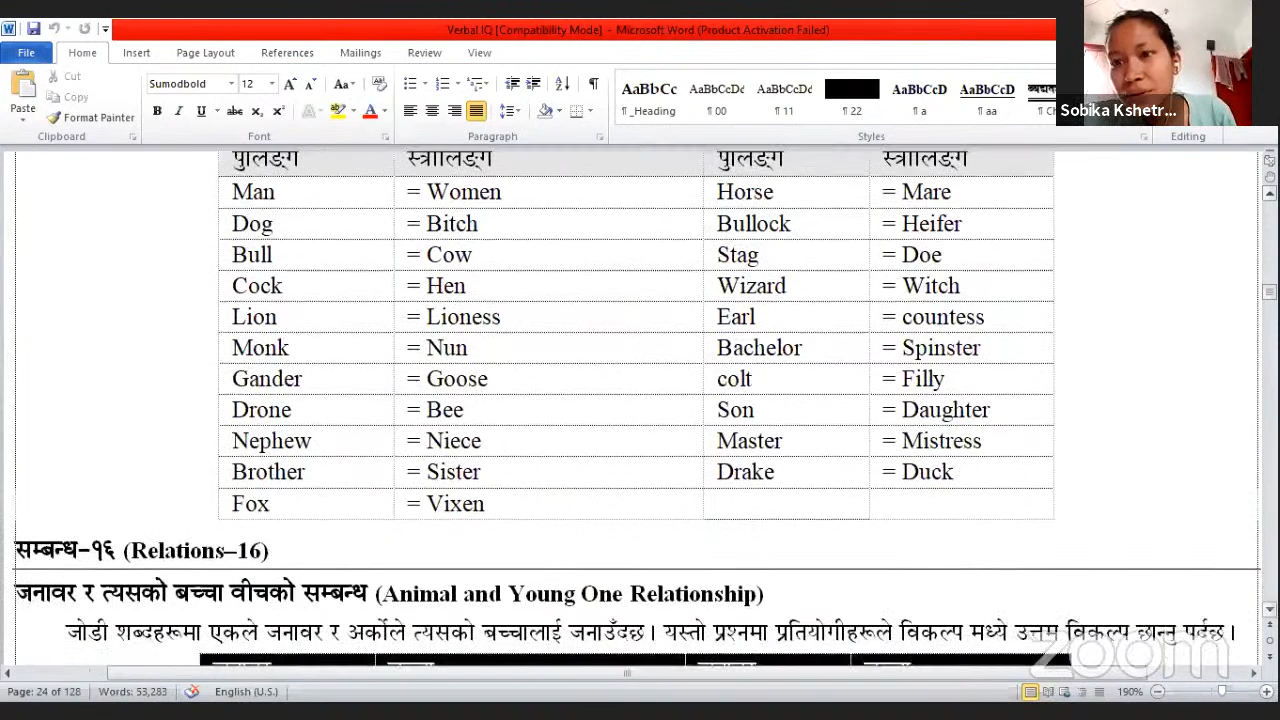 Verbal IQ [Compatibility Mode] - Microsoft Word (Product Activation Failed)
File Home Insert Page Layout References Mailings Review View
Paste
Cut
Copy
Format Painter
Clipboard
Sumodbold 12
Font
Paragraph
AaBbCc AaBbCcDc AaBbCcDc AaBbCcD AaBbCcD
¶ _Heading ¶ 00 ¶ 11 ¶ 22 ¶ a ¶ aa
Styles
Editing
Sobika Kshetr...
पुलिङ्ग स्त्रीलिङ्ग पुलिङ्ग स्त्रीलिङ्ग
Man = Women Horse = Mare
Dog = Bitch Bullock = Heifer
Bull = Cow Stag = Doe
Cock = Hen Wizard = Witch
Lion = Lioness Earl = countess
Monk = Nun Bachelor = Spinster
Gander = Goose colt = Filly
Drone = Bee Son = Daughter
Nephew = Niece Master = Mistress
Brother = Sister Drake = Duck
Fox = Vixen
सम्बन्ध-१६ (Relations–16)
जनावर र त्यसको बच्चा वीचको सम्बन्ध (Animal and Young One Relationship)
जोडी शब्दहरूमा एकले जनावर र अर्कोले त्यसको बच्चालाई जनाउँदछ। यस्तो प्रश्नमा प्रतियोगीहरूले विकल्प मध्ये उत्तम विकल्प छान्नु पर्दछ।
zoom
Page: 24 of 128 Words: 53,283 English (U.S.) 190%